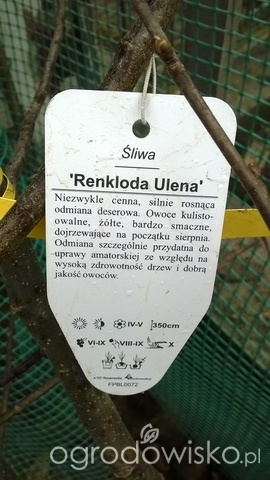 Śliwa
'Renkloda Ulena'
Niezwykle cenna, silnie rosnąca
odmiana deserowa. Owoce kulisto-
owalne, żółte, bardzo smaczne,
dojrzewające na początku sierpnia.
Odmiana szczególnie przydatna do
uprawy amatorskiej ze względu na
wysoką zdrowotność drzew i dobrą
jakość owoców.
IV-V 350cm
VI-IX VIII-IX X
FPBL0072
ogrodowisko.pl